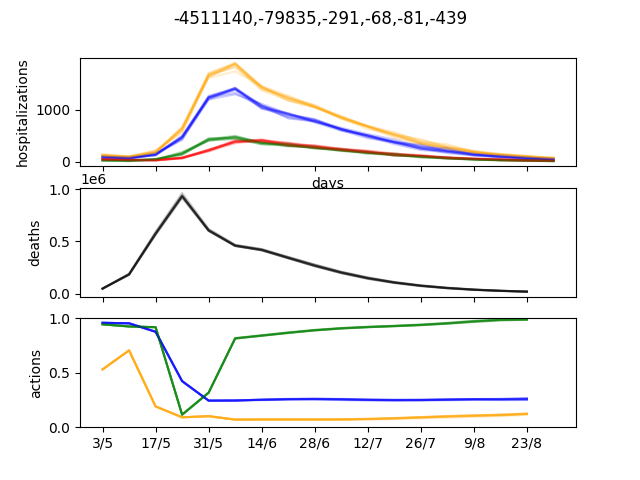 -4511140,-79835,-291,-68,-81,-439
hospitalizations
1000
0
days
1e6
deaths
1.0
0.5
0.0
actions
1.0
0.5
0.0
3/5 17/5 31/5 14/6 28/6 12/7 26/7 9/8 23/8